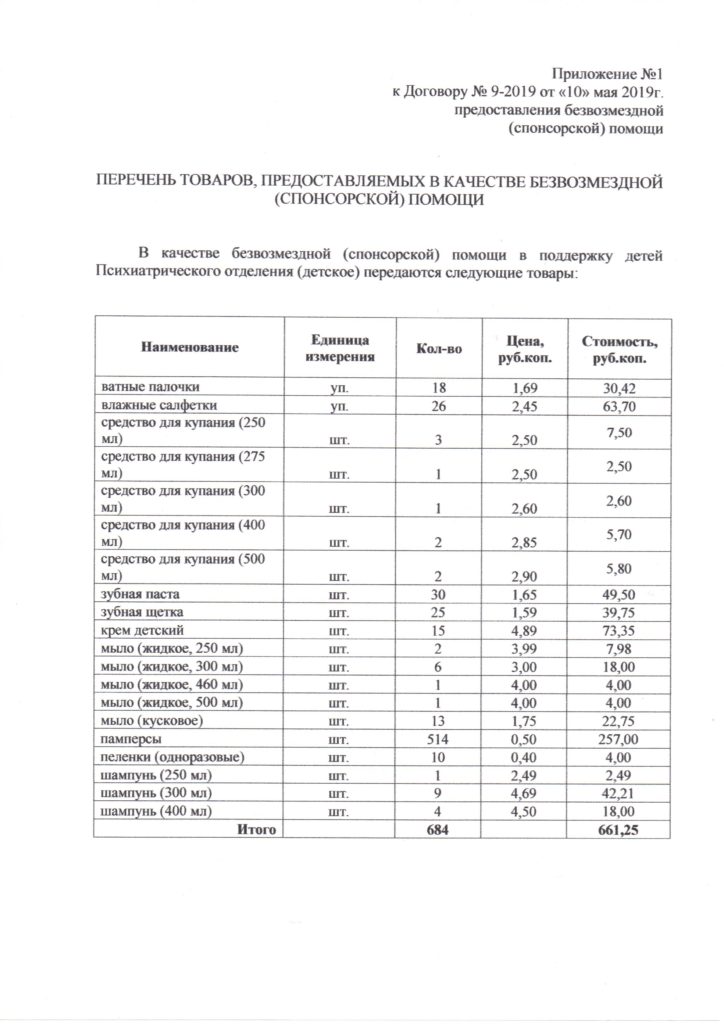 Приложение №1
к Договору № 9-2019 от «10» мая 2019г.
предоставления безвозмездной
(спонсорской) помощи
ПЕРЕЧЕНЬ ТОВАРОВ, ПРЕДОСТАВЛЯЕМЫХ В КАЧЕСТВЕ БЕЗВОЗМЕЗДНОЙ
(СПОНСОРСКОЙ) ПОМОЩИ
В качестве безвозмездной (спонсорской) помощи в поддержку детей
Психиатрического отделения (детское) передаются следующие товары:
Наименование Единица измерения Кол-во Цена, руб.коп. Стоимость, руб.коп.
ватные палочки уп. 18 1,69 30,42
влажные салфетки уп. 26 2,45 63,70
средство для купания (250
мл) шт. 3 2,50 7,50
средство для купания (275
мл) шт. 1 2,50 2,50
средство для купания (300
мл) шт. 1 2,60 2,60
средство для купания (400
мл) шт. 2 2,85 5,70
средство для купания (500
мл) шт. 2 2,90 5,80
зубная паста шт. 30 1,65 49,50
зубная щетка шт. 25 1,59 39,75
крем детский шт. 15 4,89 73,35
мыло (жидкое, 250 мл) шт. 2 3,99 7,98
мыло (жидкое, 300 мл) шт. 6 3,00 18,00
мыло (жидкое, 460 мл) шт. 1 4,00 4,00
мыло (жидкое, 500 мл) шт. 1 4,00 4,00
мыло (кусковое) шт. 13 1,75 22,75
памперсы шт. 514 0,50 257,00
пеленки (одноразовые) шт. 10 0,40 4,00
шампунь (250 мл) шт. 1 2,49 2,49
шампунь (300 мл) шт. 9 4,69 42,21
шампунь (400 мл) шт. 4 4,50 18,00
Итого 684 661,25